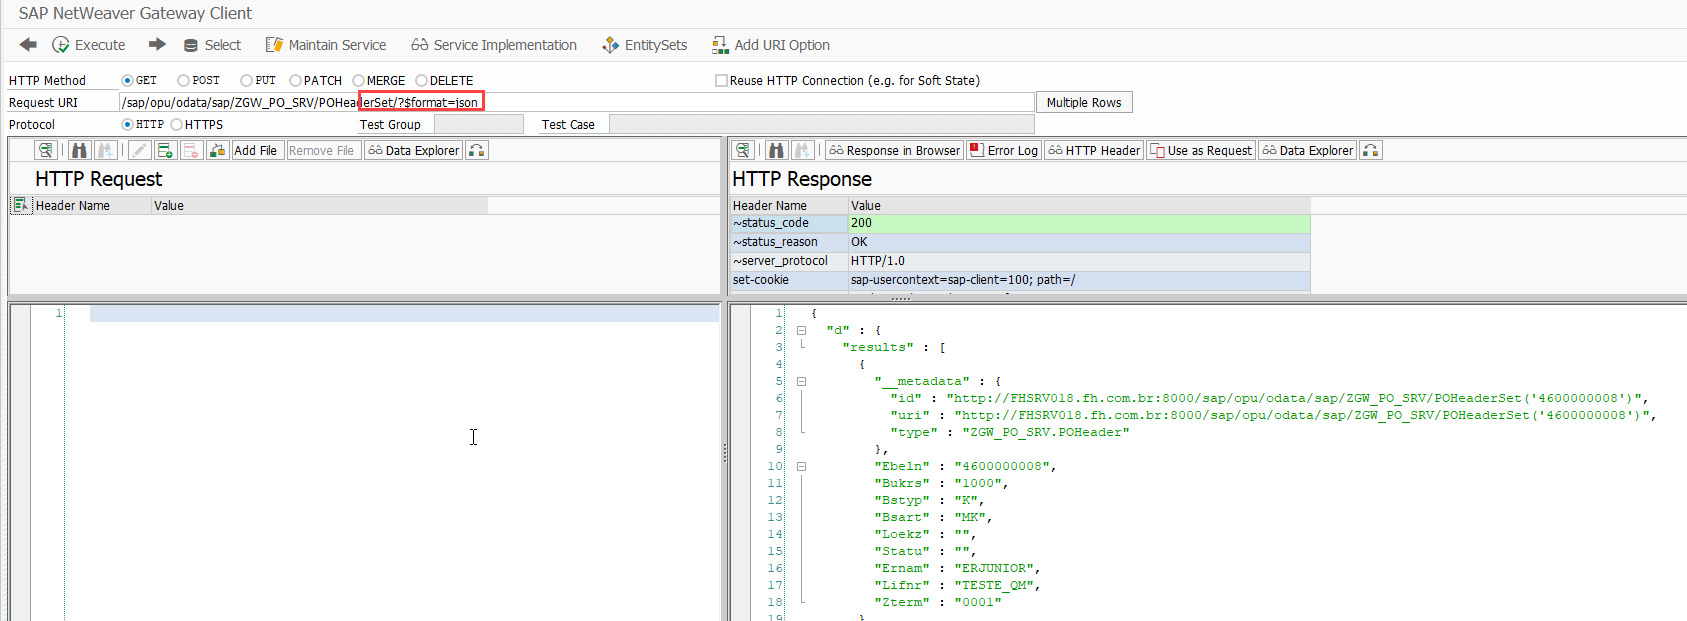 SAP NetWeaver Gateway Client
Execute Select Maintain Service Service Implementation EntitySets Add URI Option
HTTP Method GET POST PUT PATCH MERGE DELETE Reuse HTTP Connection (e.g. for Soft State)
Request URI /sap/opu/odata/sap/ZGW_PO_SRV/POHeaderSet/?$format=json Multiple Rows
Protocol HTTP HTTPS Test Group Test Case
Add File Remove File Data Explorer
HTTP Request
Header Name Value
1
Response in Browser Error Log HTTP Header Use as Request Data Explorer
HTTP Response
Header Name Value
~status_code 200
~status_reason OK
~server_protocol HTTP/1.0
set-cookie sap-usercontext=sap-client=100; path=/
1 {
2 "d" : {
3 "results" : [
4 {
5 "__metadata" : {
6 "id" : "http://FHSRV018.fh.com.br:8000/sap/opu/odata/sap/ZGW_PO_SRV/POHeaderSet('4600000008')",
7 "uri" : "http://FHSRV018.fh.com.br:8000/sap/opu/odata/sap/ZGW_PO_SRV/POHeaderSet('4600000008')",
8 "type" : "ZGW_PO_SRV.POHeader"
9 },
10 "Ebeln" : "4600000008",
11 "Bukrs" : "1000",
12 "Bstyp" : "K",
13 "Bsart" : "MK",
14 "Loekz" : "",
15 "Statu" : "",
16 "Ernam" : "ERJUNIOR",
17 "Lifnr" : "TESTE_QM",
18 "Zterm" : "0001"
19 }